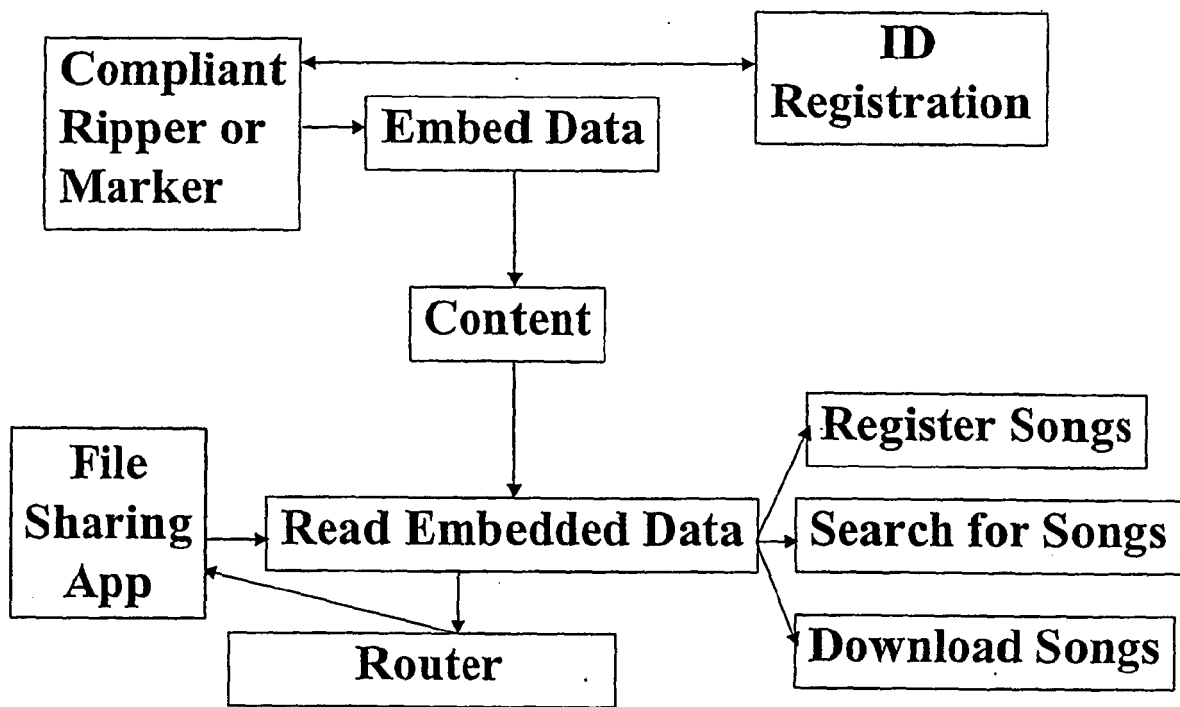 Compliant
Ripper or
Marker
ID
Registration
Embed Data
Content
File
Sharing
App
Read Embedded Data
Register Songs
Search for Songs
Download Songs
Router